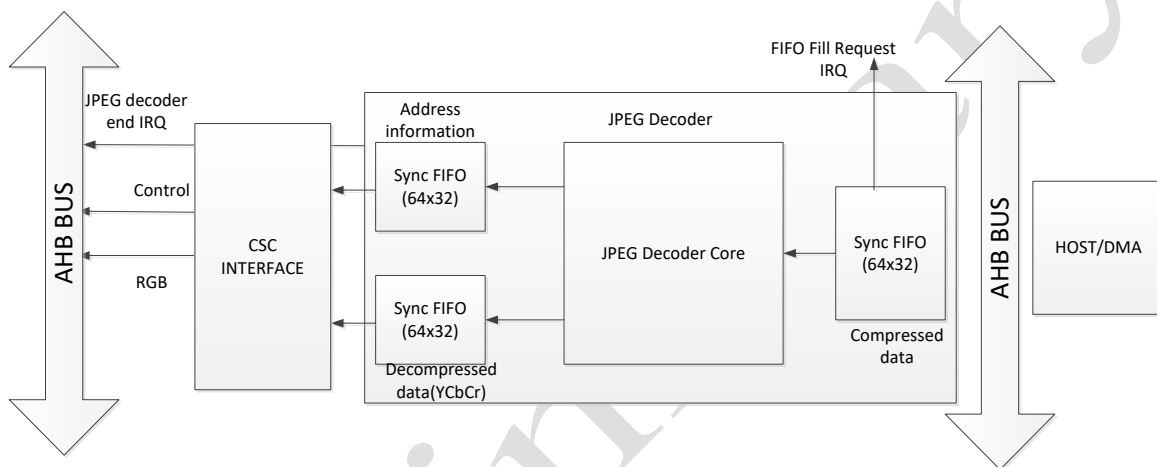 FIFO Fill Request
IRQ
JPEG decoder
end IRQ
Address
information
JPEG Decoder
Sync FIFO
(64x32)
Control
AHB BUS
CSC
INTERFACE
JPEG Decoder Core
Sync FIFO
(64x32)
AHB BUS
HOST/DMA
RGB
Sync FIFO
(64x32)
Compressed
data
Decompressed
data(YCbCr)